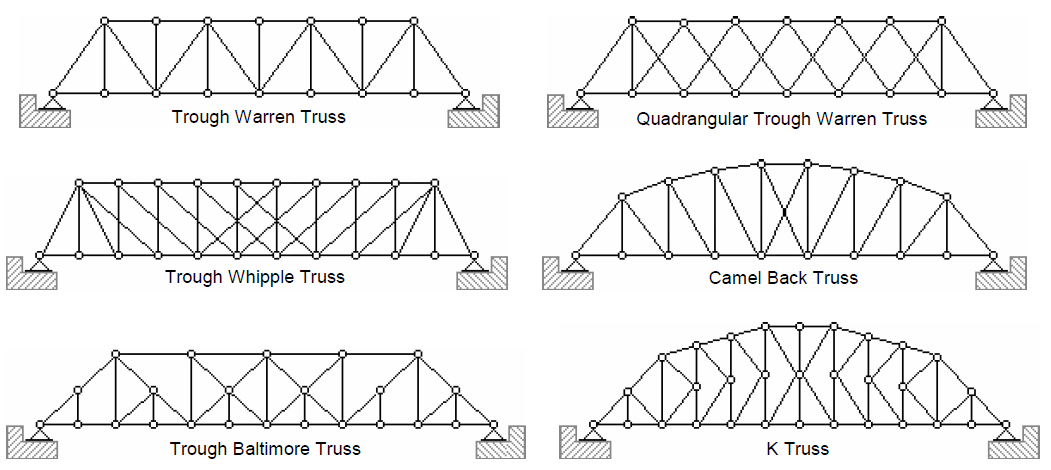 Trough Warren Truss
Quadrangular Trough Warren Truss
Trough Whipple Truss
Camel Back Truss
Trough Baltimore Truss
K Truss